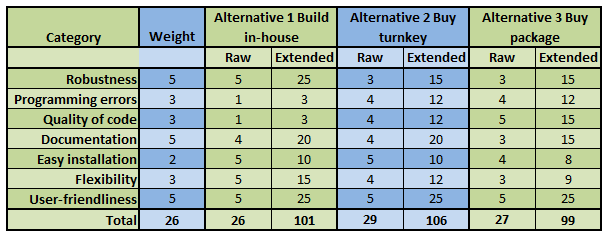 Category Weight Alternative 1 Build in-house Alternative 2 Buy turnkey Alternative 3 Buy package
Raw Extended Raw Extended Raw Extended
Robustness 5 5 25 3 15 3 15
Programming errors 3 1 3 4 12 4 12
Quality of code 3 1 3 4 12 5 15
Documentation 5 4 20 4 20 3 15
Easy installation 2 5 10 5 10 4 8
Flexibility 3 5 15 4 12 3 9
User-friendliness 5 5 25 5 25 5 25
Total 26 26 101 29 106 27 99